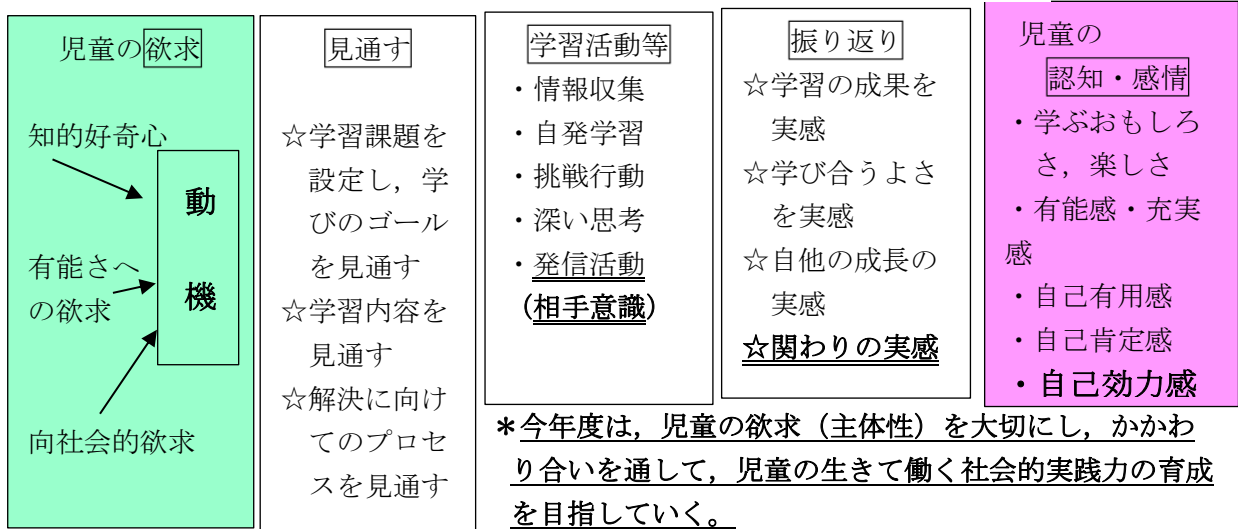 児童の欲求
知的好奇心
動
機
有能さへ
の欲求
向社会的欲求
見通す
☆学習課題を
設定し，学
びのゴール
を見通す
☆学習内容を
見通す
☆解決に向け
てのプロセ
スを見通す
学習活動等
・情報収集
・自発学習
・挑戦行動
・深い思考
・発信活動
(相手意識)
振り返り
☆学習の成果を
実感
☆学び合うよさ
を実感
☆自他の成長の
実感
☆関わりの実感
児童の
認知・感情
・学ぶおもしろ
さ，楽しさ
・有能感・充実
感
・自己有用感
・自己肯定感
・自己効力感
＊今年度は，児童の欲求（主体性）を大切にし，かかわ
り合いを通して，児童の生きて働く社会的実践力の育成
を目指していく。